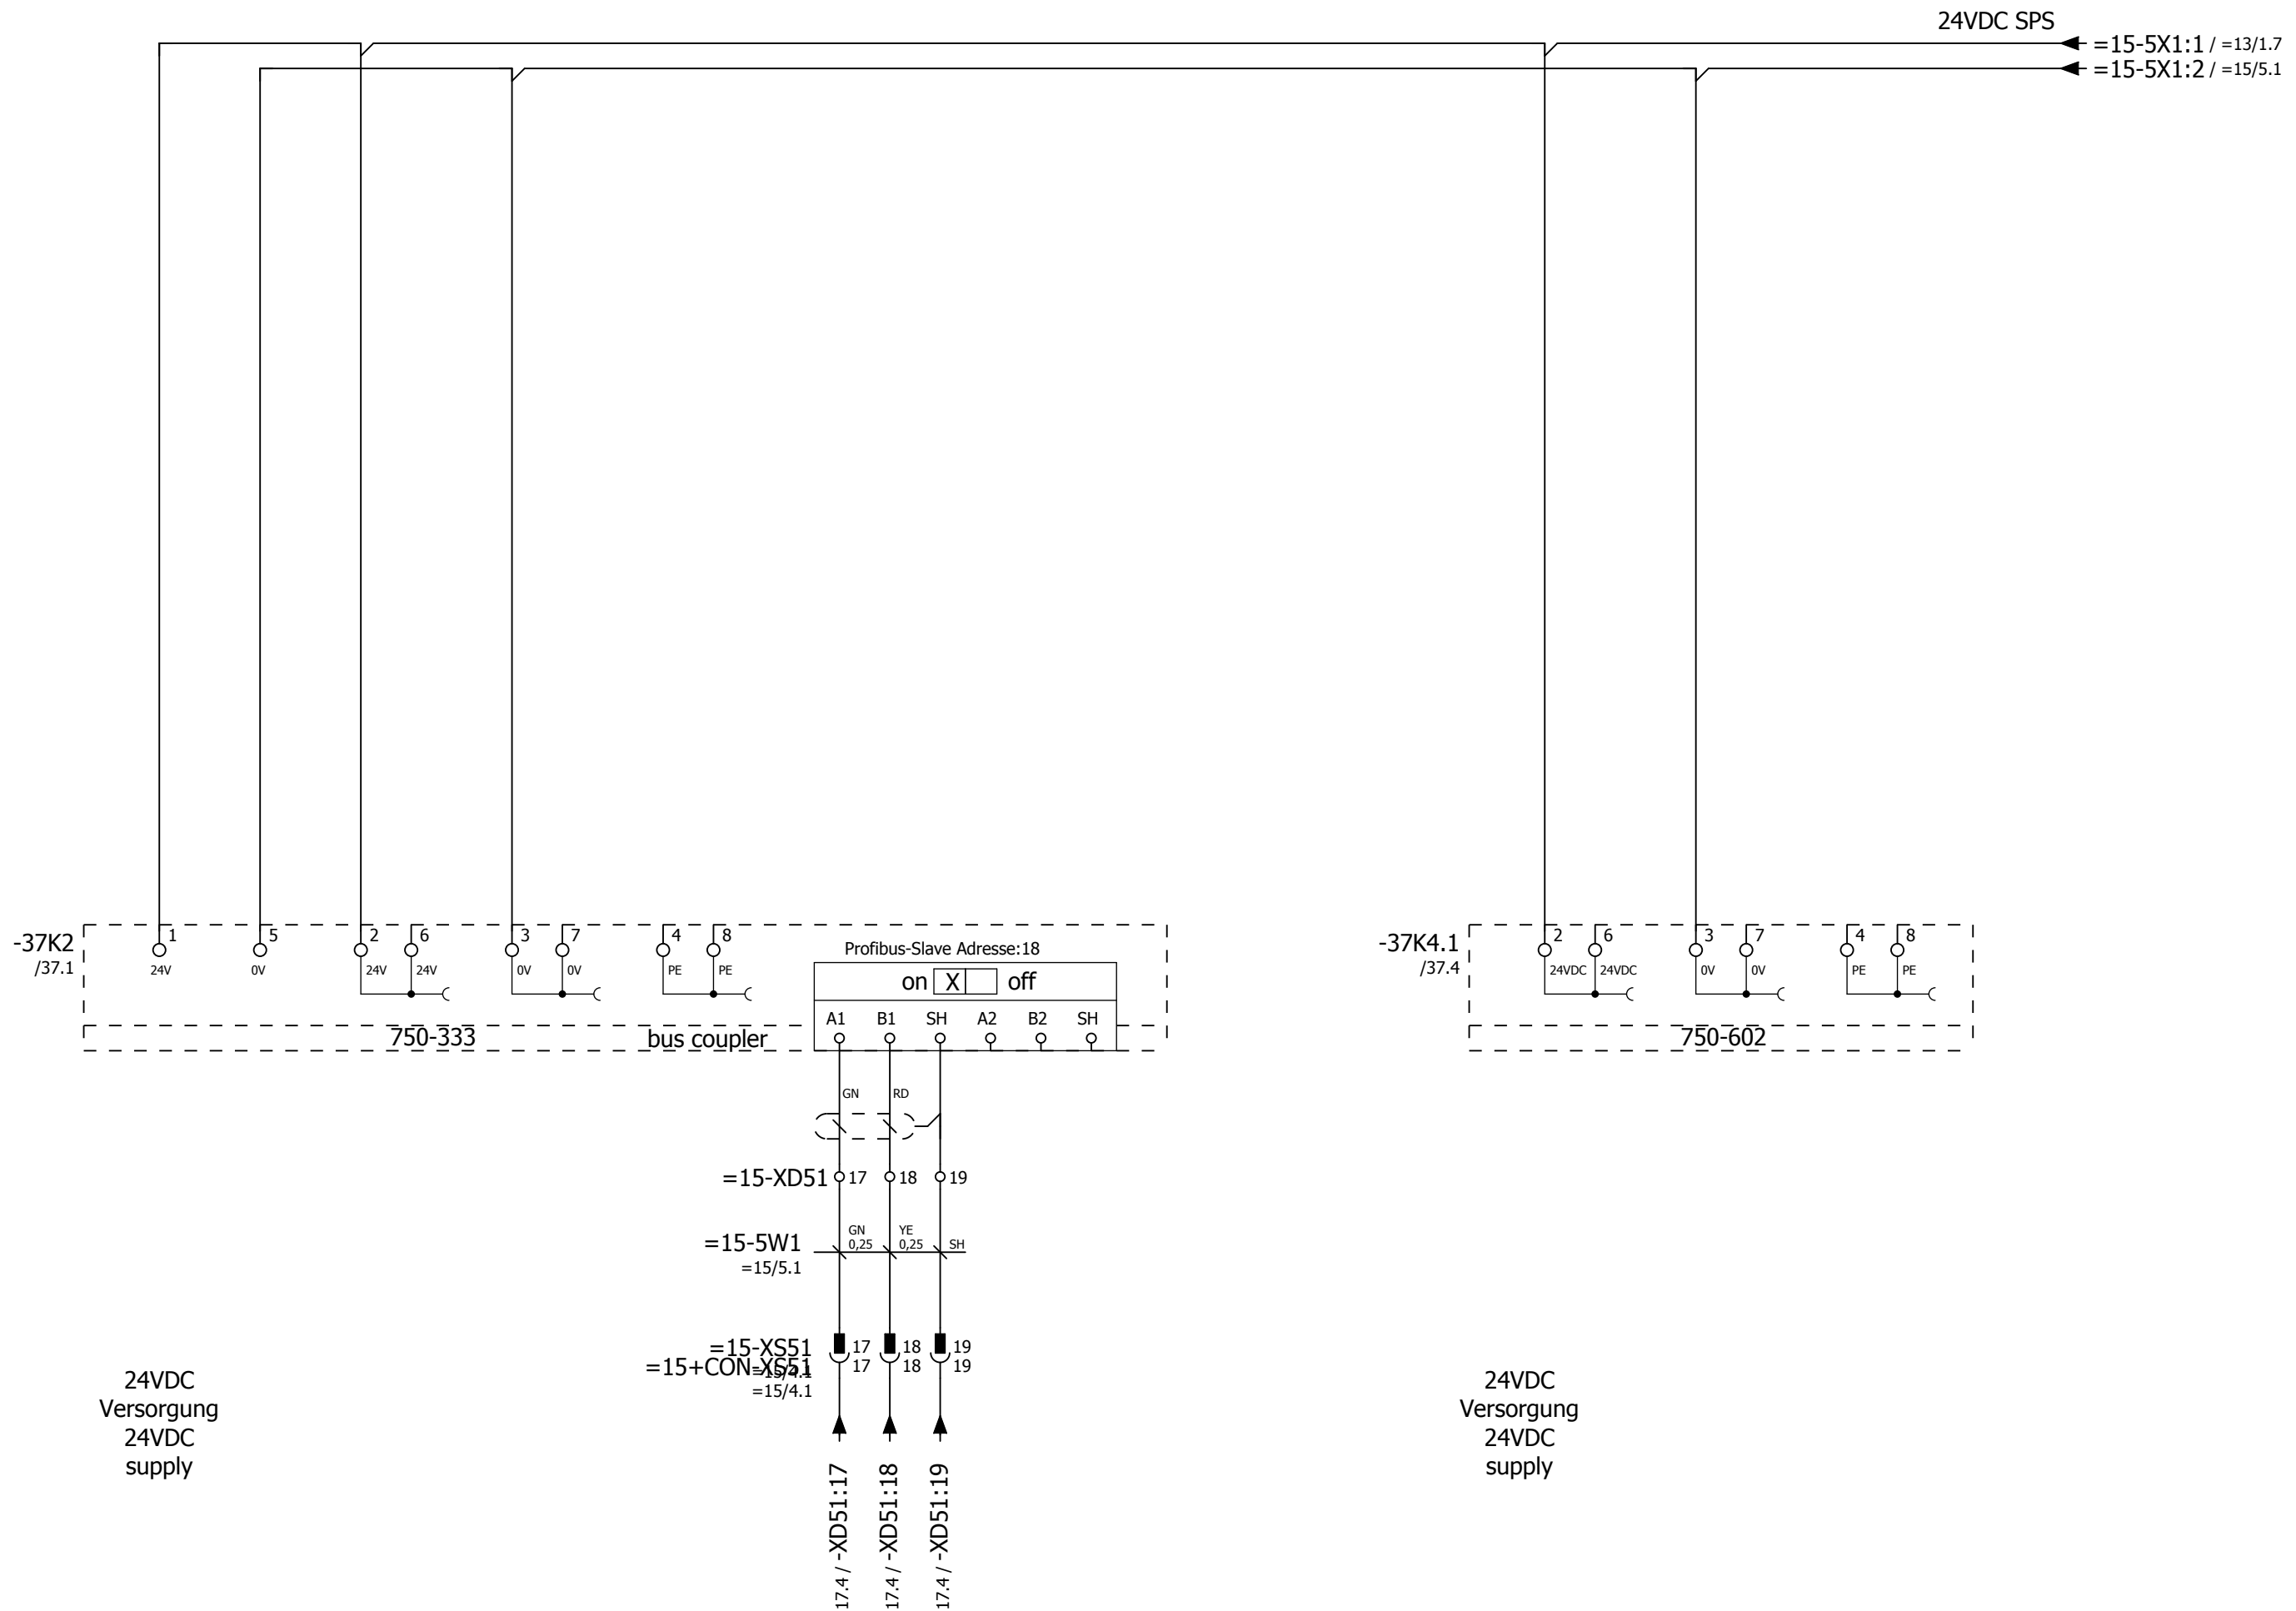 24VDC SPS
=15-5X1:1 / =13/1.7
=15-5X1:2 / =15/5.1
-37K2
/37.1
1 5 2 6 3 7 4 8
24V 0V 24V 24V 0V 0V PE PE
750-333
bus coupler
Profibus-Slave Adresse:18
on X off
A1 B1 SH A2 B2 SH
-37K4.1
/37.4
2 6 3 7 4 8
24VDC 24VDC 0V 0V PE PE
750-602
GN RD
=15-XD51 17 18 19
GN YE
0,25 0,25 SH
=15-5W1
=15/5.1
=15-XS51 17 18 19
=15+CON-XS51 17 18 19
=15/4.1
=15/4.1
24VDC
Versorgung
24VDC
supply
17.4 / -XD51:17
17.4 / -XD51:18
17.4 / -XD51:19
24VDC
Versorgung
24VDC
supply